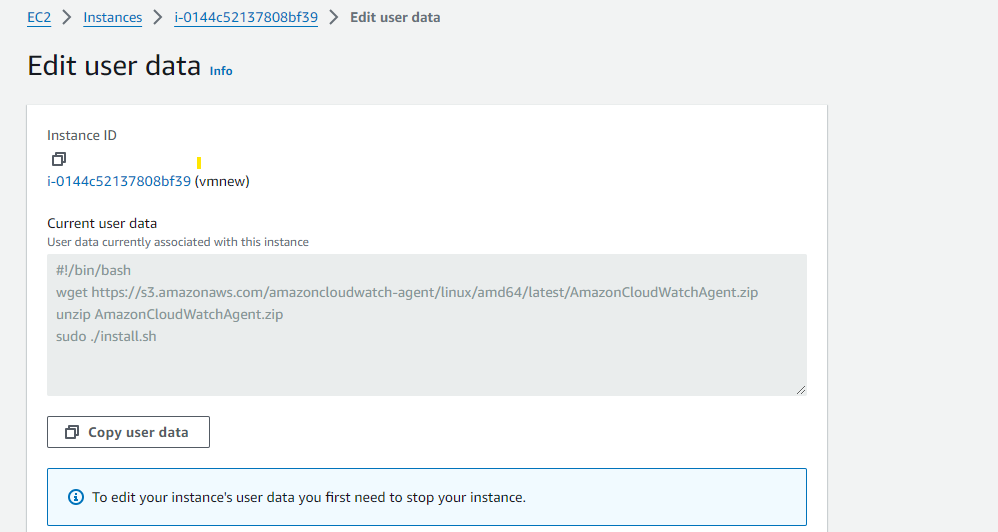 EC2 > Instances > i-0144c52137808bf39 > Edit user data
Edit user data Info
Instance ID
i-0144c52137808bf39 (vmnew)
Current user data
User data currently associated with this instance
#!/bin/bash
wget https://s3.amazonaws.com/amazoncloudwatch-agent/linux/amd64/latest/AmazonCloudWatchAgent.zip
unzip AmazonCloudWatchAgent.zip
sudo ./install.sh
Copy user data
To edit your instance's user data you first need to stop your instance.